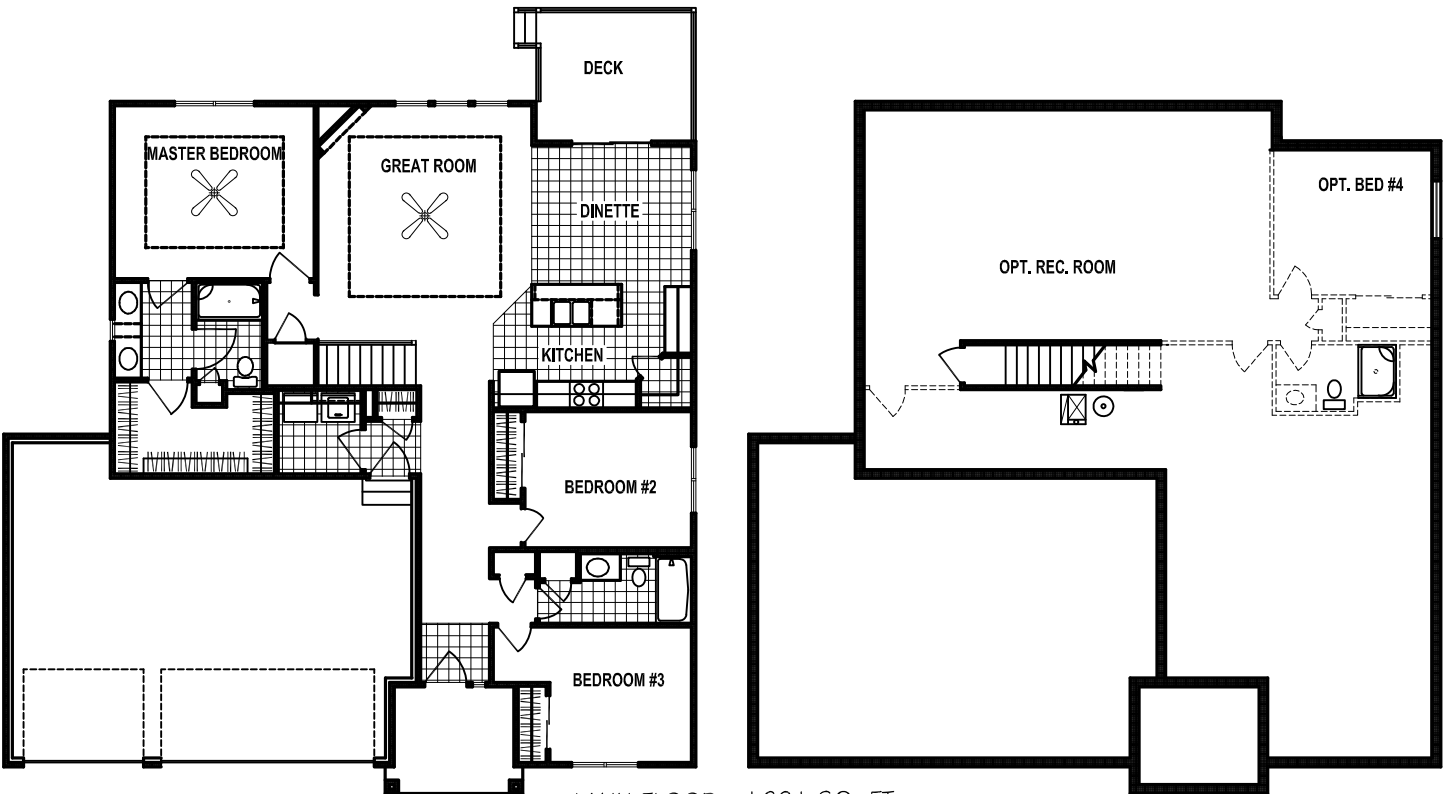 DECK
MASTER BEDROOM
GREAT ROOM
DINETTE
KITCHEN
BEDROOM #2
BEDROOM #3
OPT. BED #4
OPT. REC. ROOM